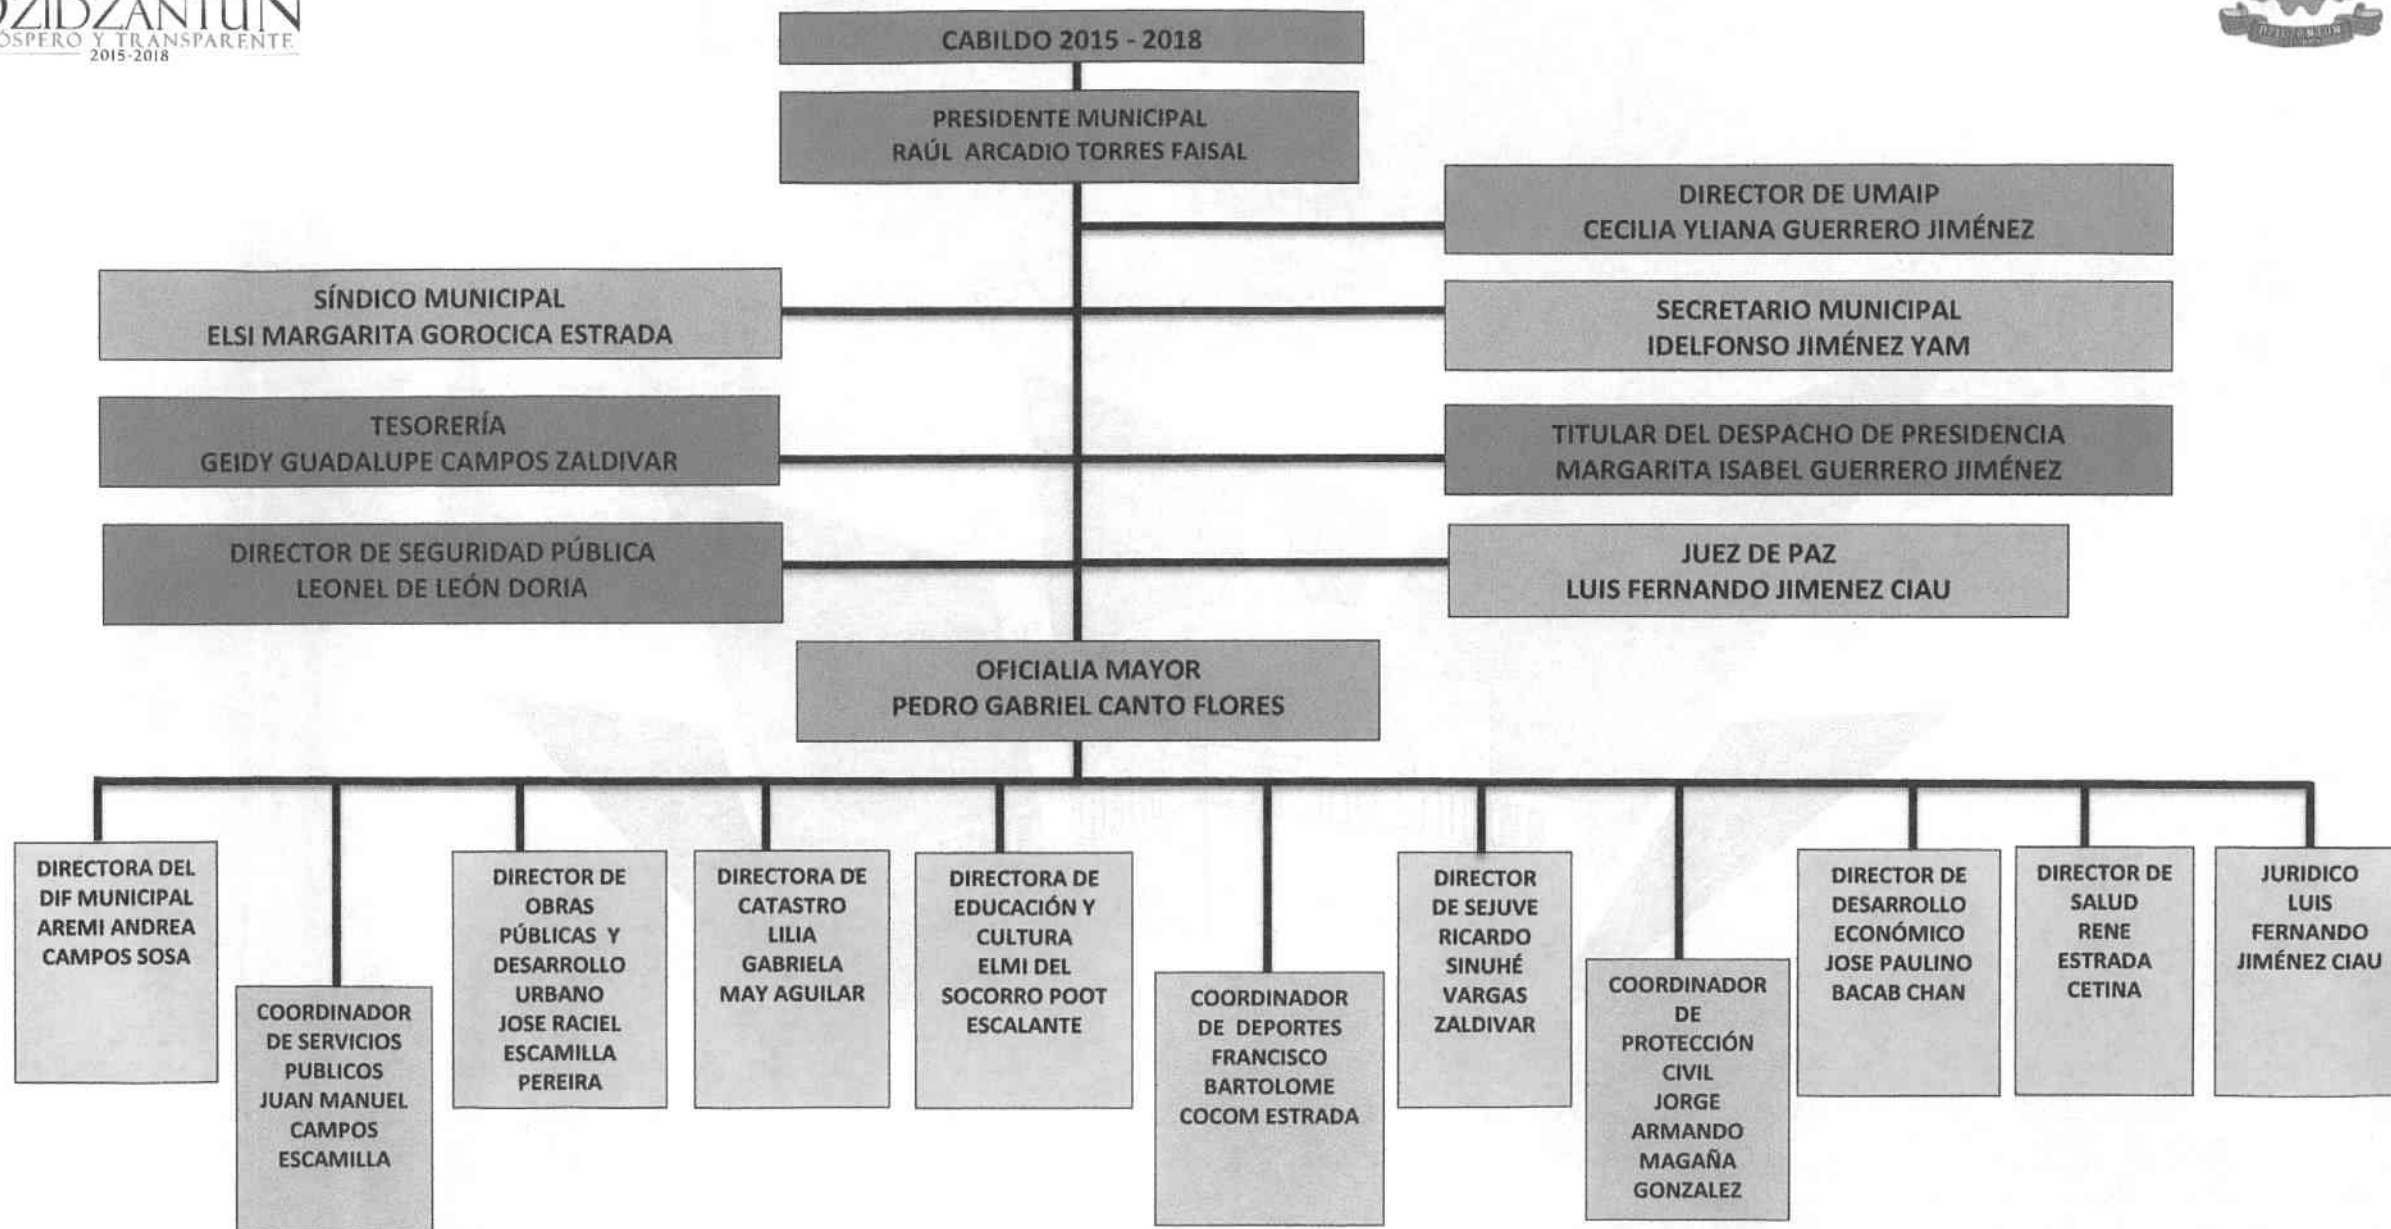 DZIDZANTÚN
ÓSPERO Y TRANSPARENTE
2015-2018
DZIDZANTUN
CABILDO 2015 - 2018
PRESIDENTE MUNICIPAL
RAÚL ARCADIO TORRES FAISAL
DIRECTOR DE UMAIP
CECILIA YLIANA GUERRERO JIMÉNEZ
SÍNDICO MUNICIPAL
ELSI MARGARITA GOROCICA ESTRADA
SECRETARIO MUNICIPAL
IDELFONSO JIMÉNEZ YAM
TESORERÍA
GEIDY GUADALUPE CAMPOS ZALDIVAR
TITULAR DEL DESPACHO DE PRESIDENCIA
MARGARITA ISABEL GUERRERO JIMÉNEZ
DIRECTOR DE SEGURIDAD PÚBLICA
LEONEL DE LEÓN DORIA
JUEZ DE PAZ
LUIS FERNANDO JIMENEZ CIAU
OFICIALIA MAYOR
PEDRO GABRIEL CANTO FLORES
DIRECTORA DEL
DIF MUNICIPAL
AREMI ANDREA
CAMPOS SOSA
COORDINADOR
DE SERVICIOS
PUBLICOS
JUAN MANUEL
CAMPOS
ESCAMILLA
DIRECTOR DE
OBRAS
PÚBLICAS Y
DESARROLLO
URBANO
JOSE RACIEL
ESCAMILLA
PEREIRA
DIRECTORA DE
CATASTRO
LILIA
GABRIELA
MAY AGUILAR
DIRECTORA DE
EDUCACIÓN Y
CULTURA
ELMI DEL
SOCORRO POOT
ESCALANTE
COORDINADOR
DE DEPORTES
FRANCISCO
BARTOLOME
COCOM ESTRADA
DIRECTOR
DE SEJUVE
RICARDO
SINUHÉ
VARGAS
ZALDIVAR
COORDINADOR
DE
PROTECCIÓN
CIVIL
JORGE
ARMANDO
MAGAÑA
GONZALEZ
DIRECTOR DE
DESARROLLO
ECONÓMICO
JOSE PAULINO
BACAB CHAN
DIRECTOR DE
SALUD
RENE
ESTRADA
CETINA
JURIDICO
LUIS
FERNANDO
JIMÉNEZ CIAU